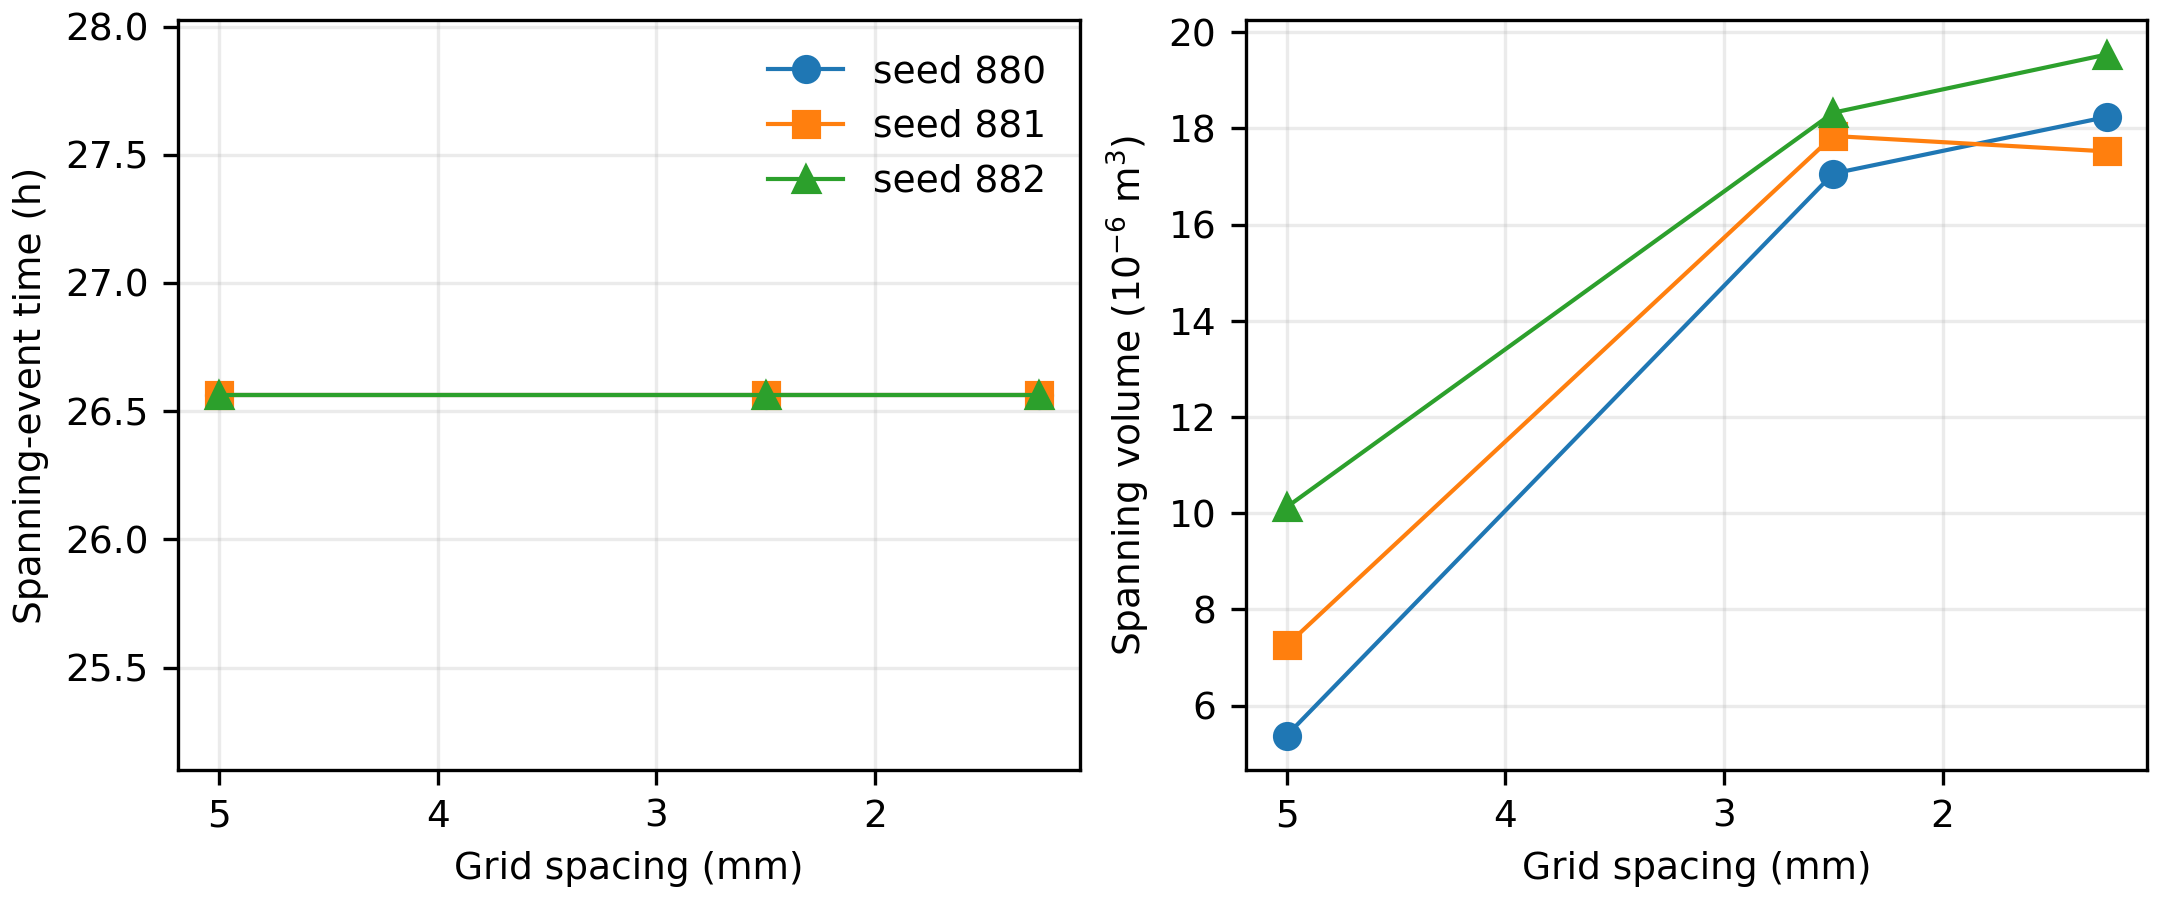 28.0
27.5
27.0
26.5
26.0
25.5
Spanning-event time (h)
seed 880
seed 881
seed 882
5 4 3 2
Grid spacing (mm)
20
18
16
14
12
10
8
6
Spanning volume (10⁻⁶ m³)
5 4 3 2
Grid spacing (mm)